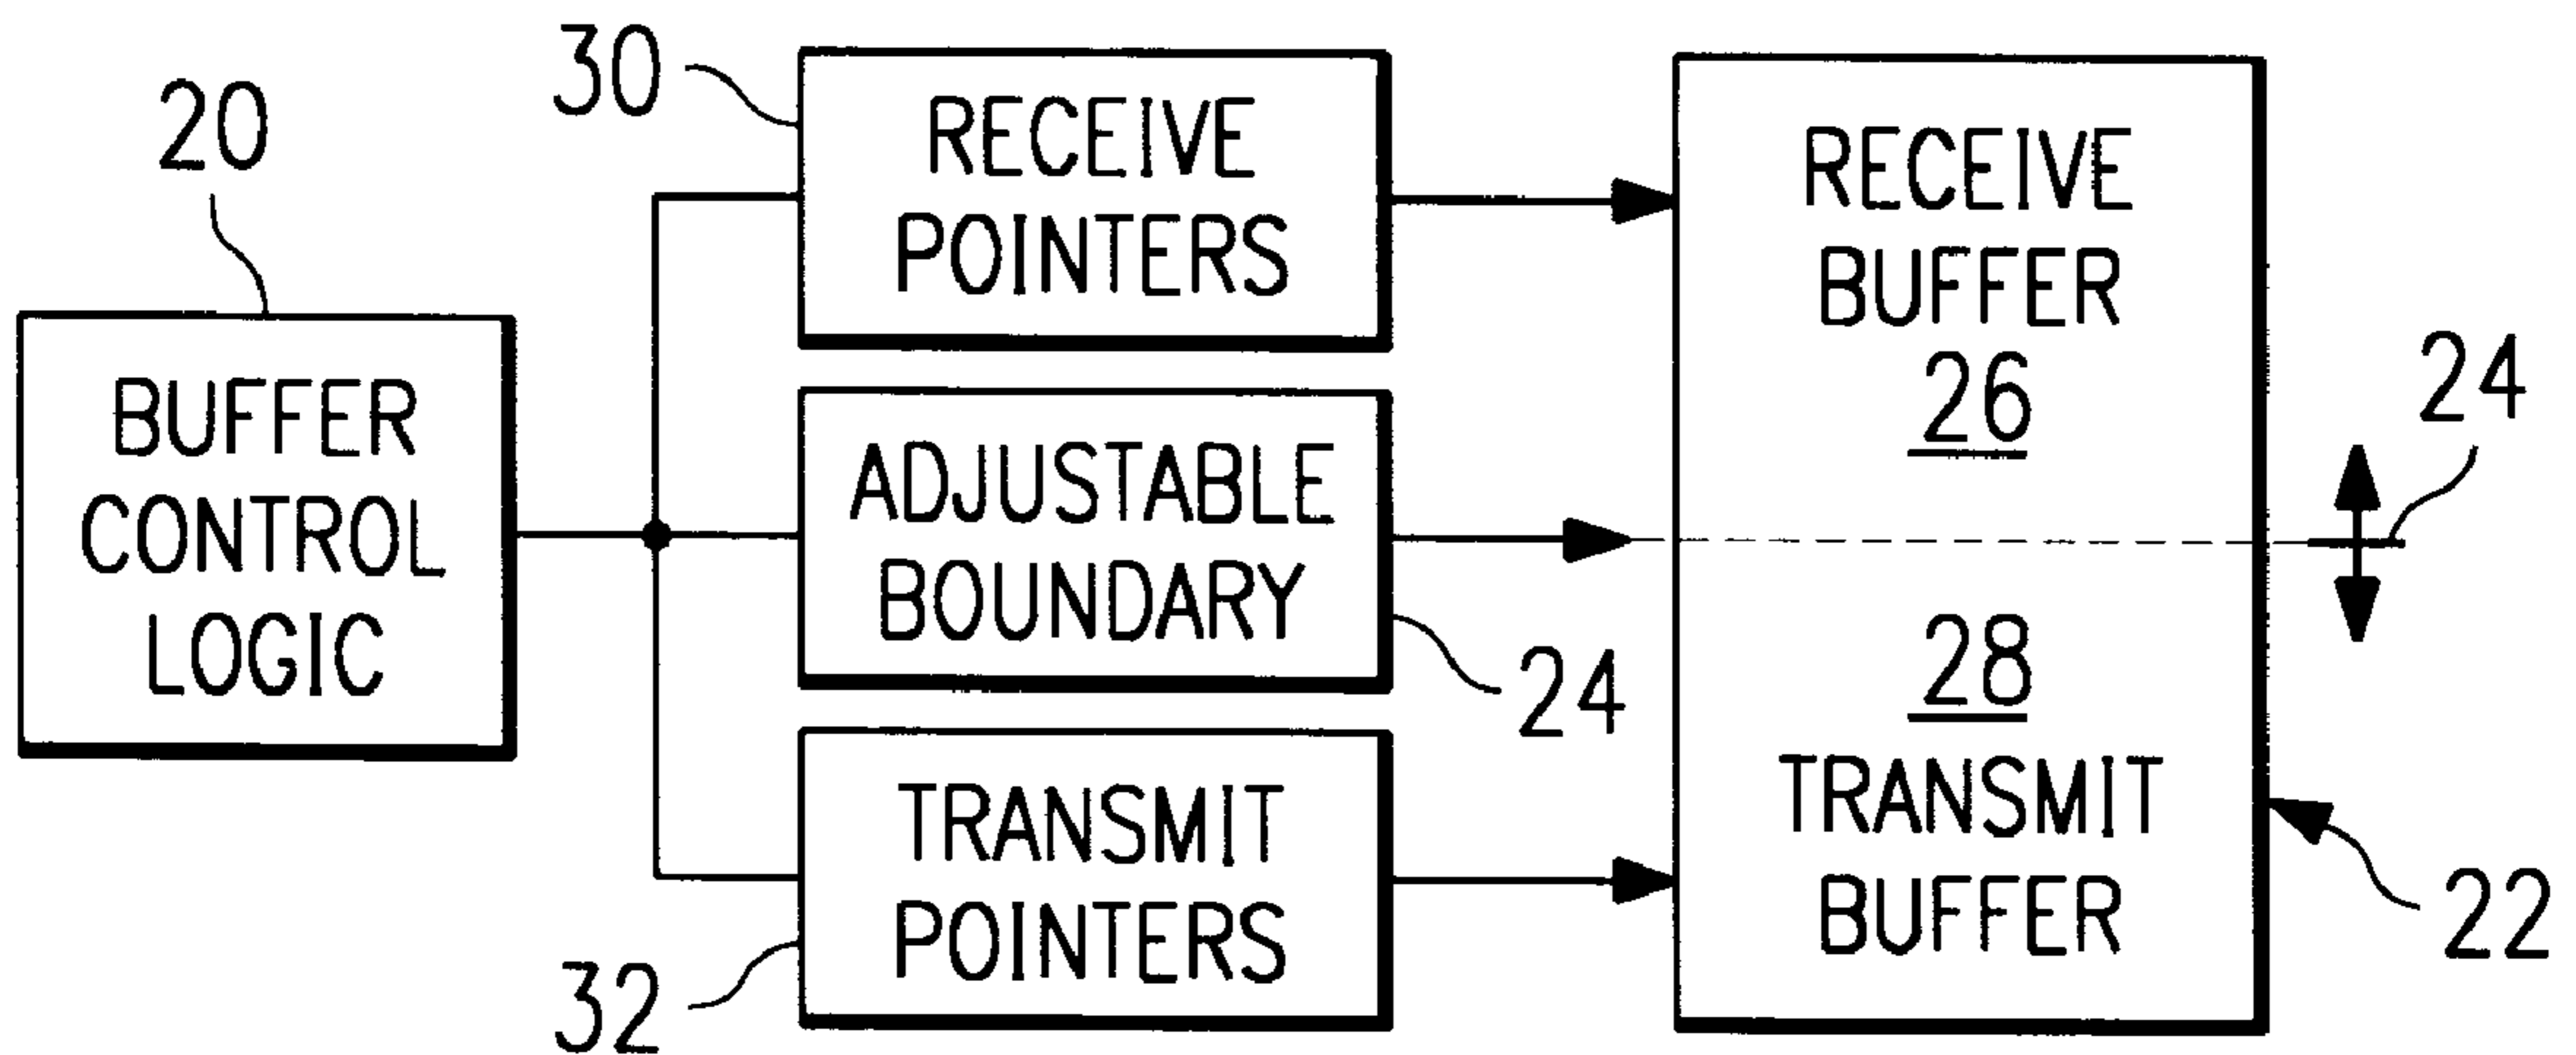 20
BUFFER
CONTROL
LOGIC
30
RECEIVE
POINTERS
ADJUSTABLE
BOUNDARY
24
TRANSMIT
POINTERS
32
RECEIVE
BUFFER
26
28
TRANSMIT
BUFFER
24
22